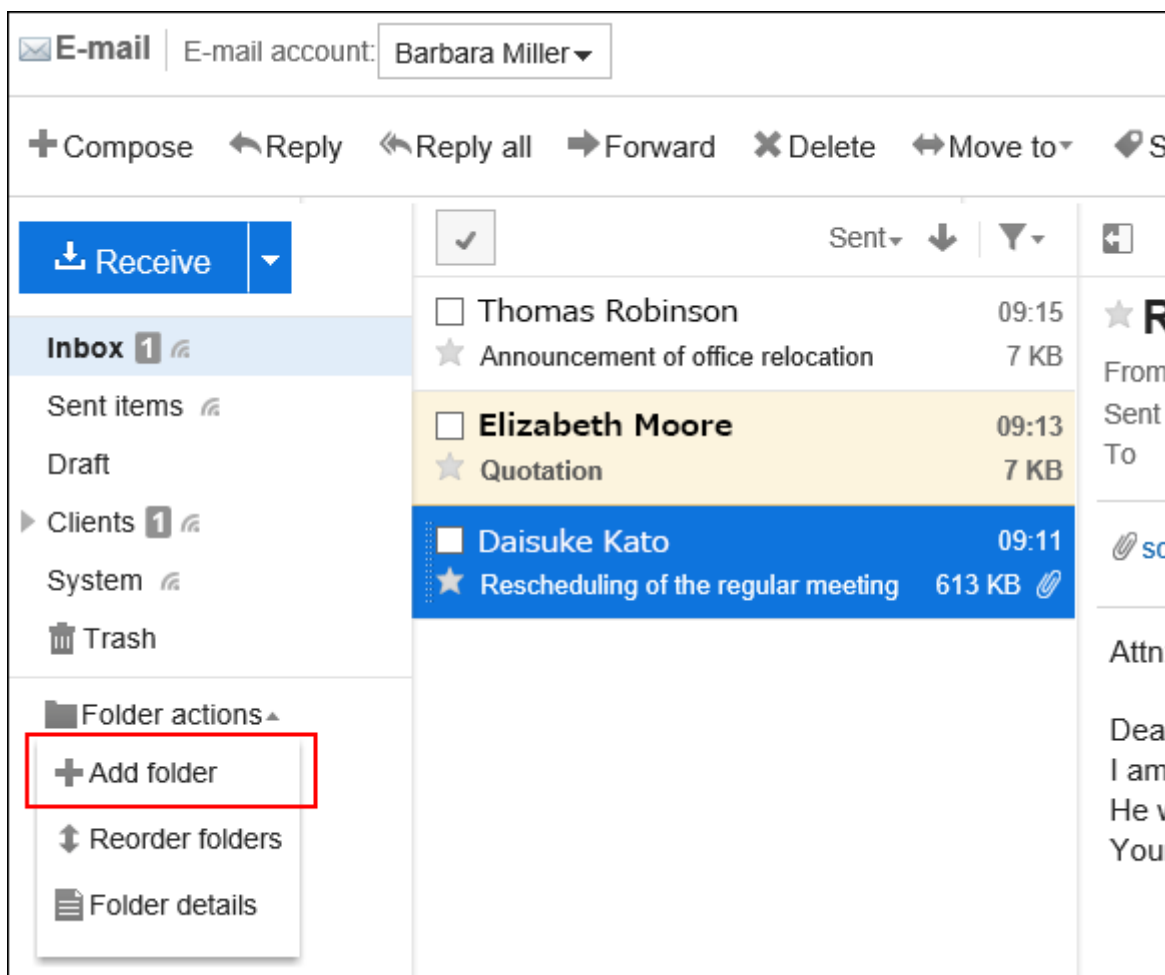 E-mail E-mail account: Barbara Miller
Compose Reply Reply all Forward Delete Move to
Receive
Inbox 1
Sent items
Draft
Clients 1
System
Trash
Folder actions
Add folder
Reorder folders
Folder details
Sent
Thomas Robinson 09:15
Announcement of office relocation 7 KB
Elizabeth Moore 09:13
Quotation 7 KB
Daisuke Kato 09:11
Rescheduling of the regular meeting 613 KB
From
Sent
To
Attn
I am
He